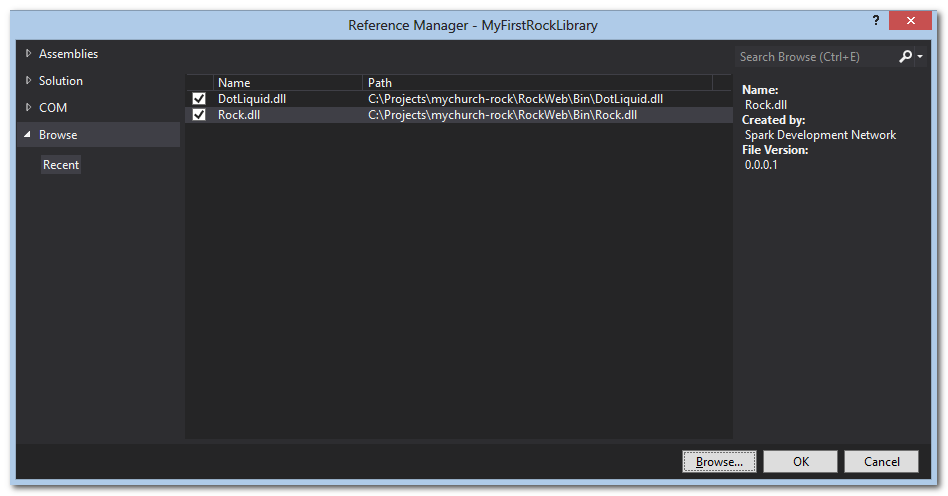 Reference Manager - MyFirstRockLibrary
?
Assemblies
Solution
COM
Browse
Recent
Name Path
DotLiquid.dll C:\Projects\mychurch-rock\RockWeb\Bin\DotLiquid.dll
Rock.dll C:\Projects\mychurch-rock\RockWeb\Bin\Rock.dll
Search Browse (Ctrl+E)
Name:
Rock.dll
Created by:
Spark Development Network
File Version:
0.0.0.1
Browse... OK Cancel